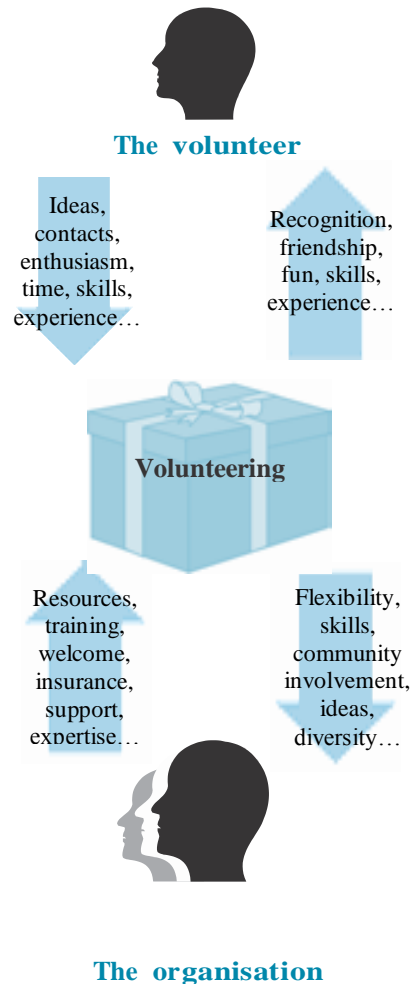 The volunteer
Ideas,
contacts,
enthusiasm,
time, skills,
experience…
Recognition,
friendship,
fun, skills,
experience…
Volunteering
Resources,
training,
welcome,
insurance,
support,
expertise…
Flexibility,
skills,
community
involvement,
ideas,
diversity…
The organisation